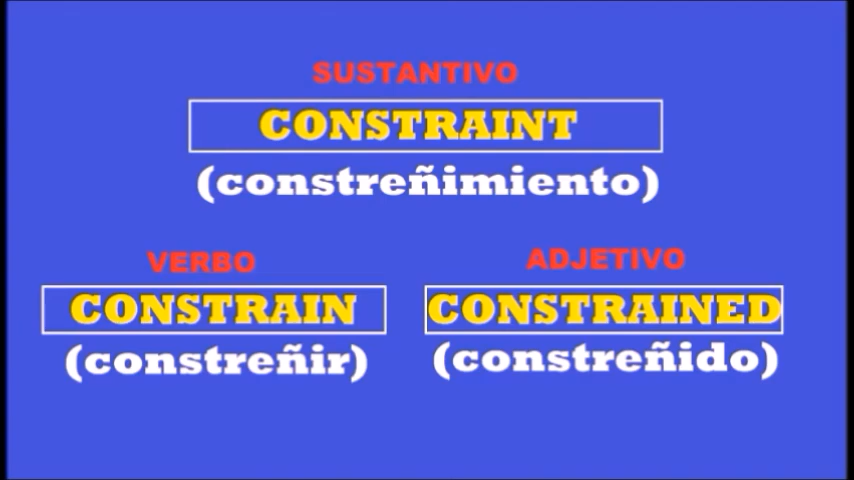 SUSTANTIVO
CONSTRAINT
(constreñimiento)
VERBO
CONSTRAIN
(constreñir)
ADJETIVO
CONSTRAINED
(constreñido)